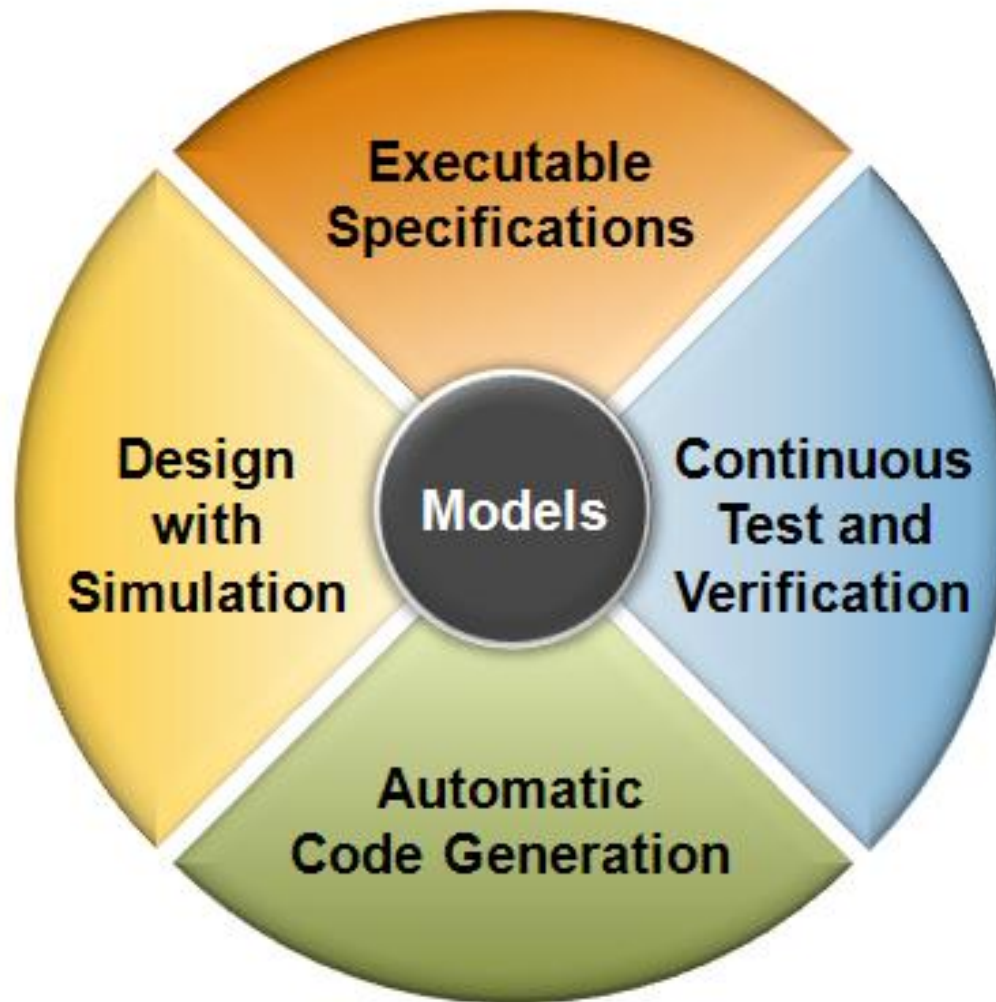 Executable
Specifications
Design
with
Simulation
Models
Continuous
Test and
Verification
Automatic
Code Generation